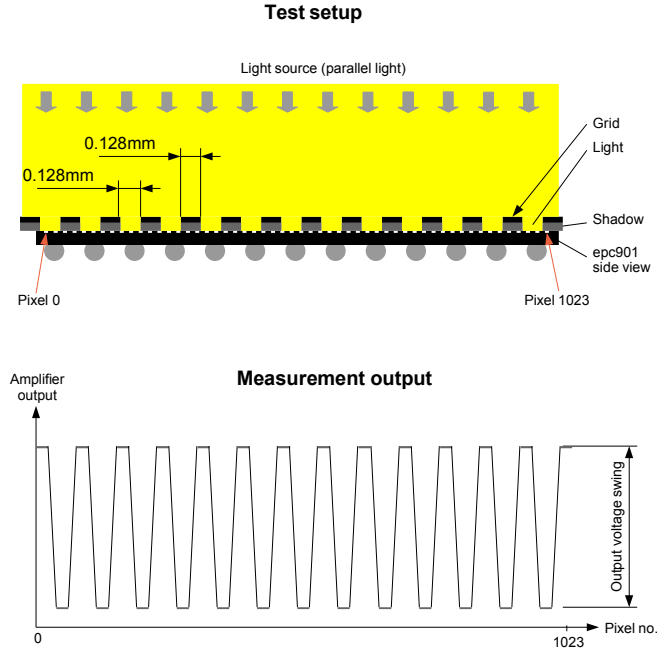 Test setup
Light source (parallel light)
0.128mm
0.128mm
Grid
Light
Shadow
epc901
side view
Pixel 0
Pixel 1023
Measurement output
Amplifier
output
Output voltage swing
0
1023
Pixel no.